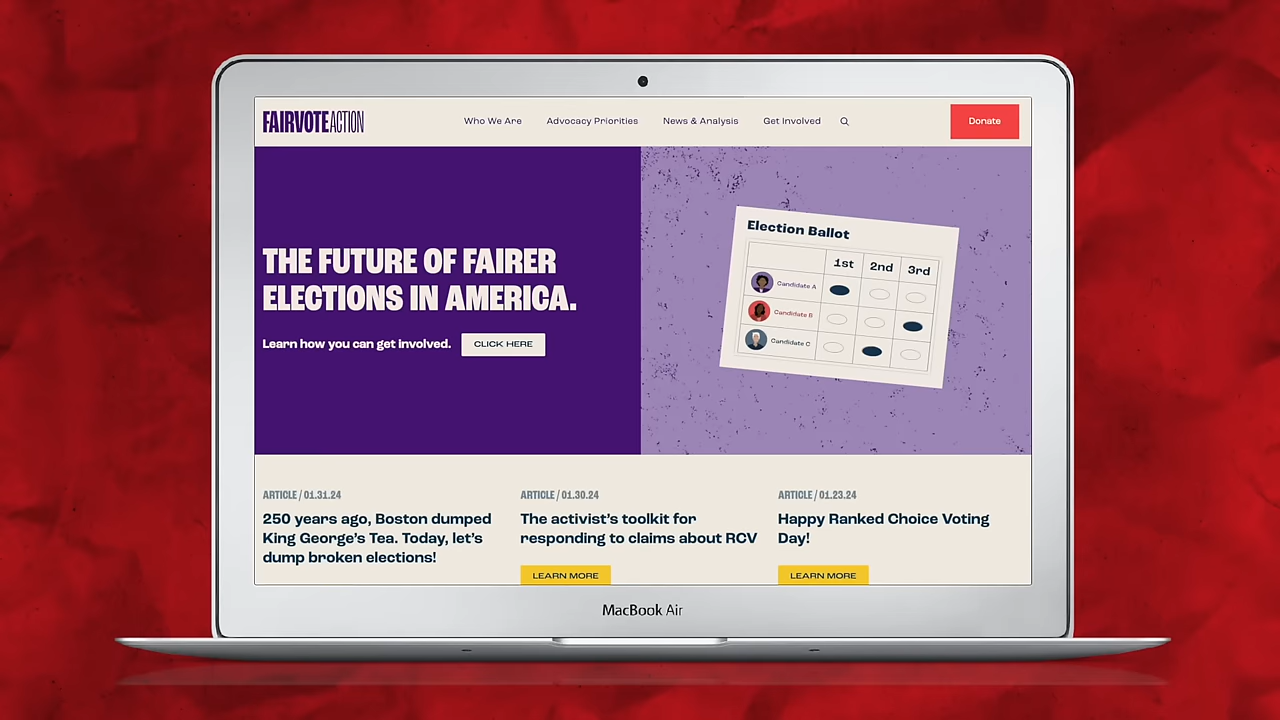 FAIRVOTE ACTION
Who We Are
Advocacy Priorities
News & Analysis
Get Involved
Donate
THE FUTURE OF FAIRER
ELECTIONS IN AMERICA.
Learn how you can get involved.
CLICK HERE
Election Ballot
1st 2nd 3rd
Candidate A
Candidate B
Candidate C
ARTICLE / 01.31.24
250 years ago, Boston dumped
King George’s Tea. Today, let’s
dump broken elections!
ARTICLE / 01.30.24
The activist’s toolkit for
responding to claims about RCV
LEARN MORE
ARTICLE / 01.23.24
Happy Ranked Choice Voting
Day!
LEARN MORE
MacBook Air